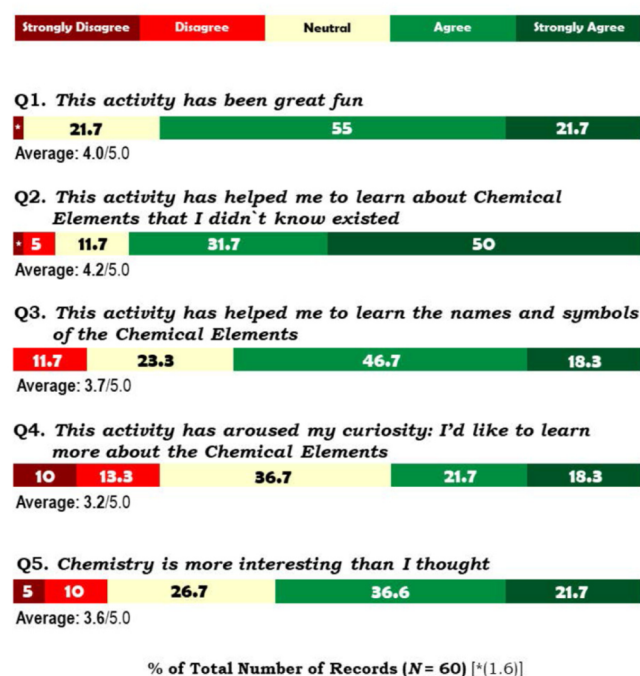 Strongly Disagree Disagree Neutral Agree Strongly Agree
Q1. This activity has been great fun
* 21.7 55 21.7
Average: 4.0/5.0
Q2. This activity has helped me to learn about Chemical
Elements that I didn`t know existed
* 5 11.7 31.7 50
Average: 4.2/5.0
Q3. This activity has helped me to learn the names and symbols
of the Chemical Elements
11.7 23.3 46.7 18.3
Average: 3.7/5.0
Q4. This activity has aroused my curiosity: I'd like to learn
more about the Chemical Elements
10 13.3 36.7 21.7 18.3
Average: 3.2/5.0
Q5. Chemistry is more interesting than I thought
5 10 26.7 36.6 21.7
Average: 3.6/5.0
% of Total Number of Records (N = 60) [*(1.6)]